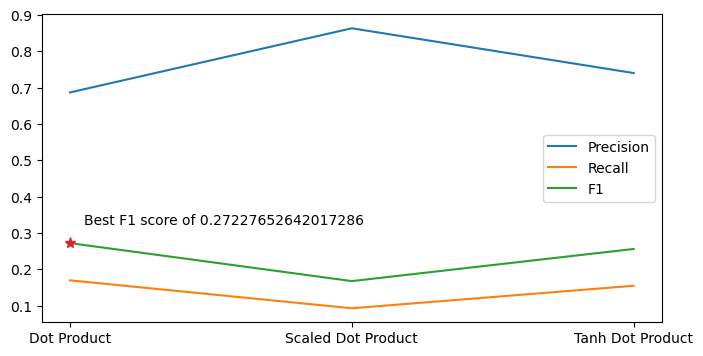 0.9
0.8
0.7
0.6
0.5
0.4
0.3
0.2
0.1
Precision
Recall
F1
Best F1 score of 0.27227652642017286
Dot Product
Scaled Dot Product
Tanh Dot Product